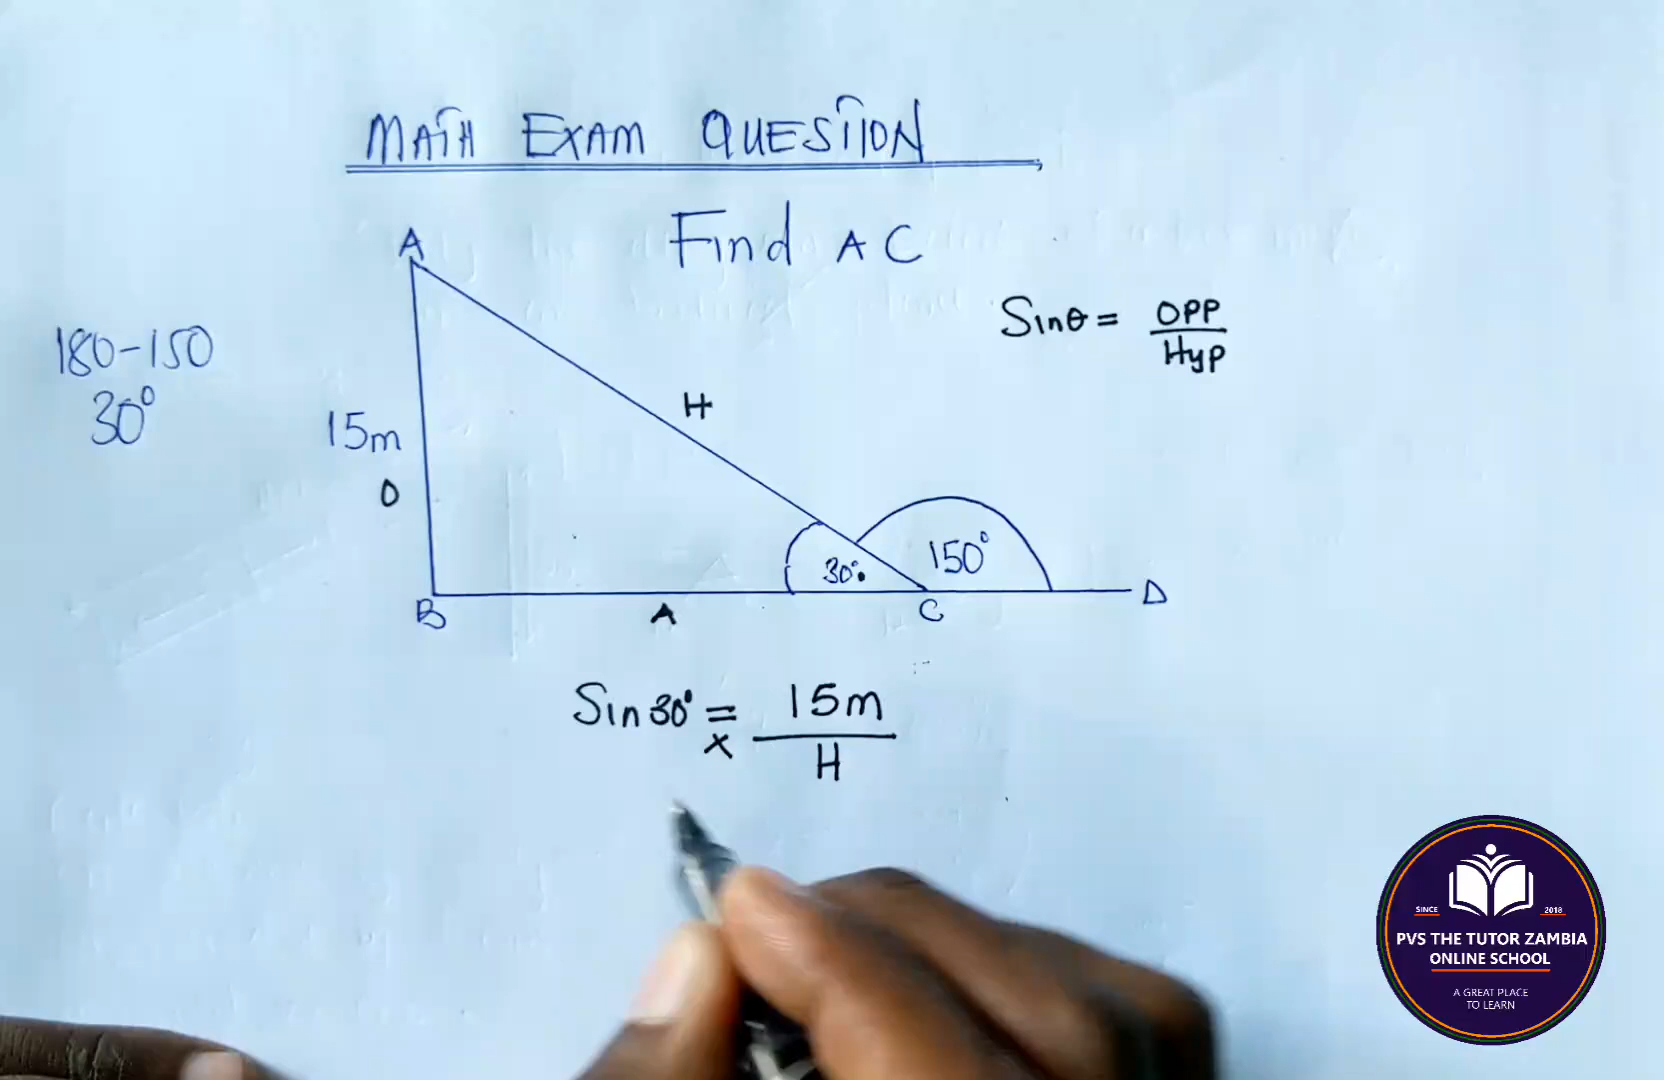 MATH EXAM QUESTION
Find AC
A
Sinθ = OPP
Hyp
180-150
30°
H
15m
O
150°
30°
B
A
C
D
Sin30° = 15m
x
H
SINCE 2018
PVS THE TUTOR ZAMBIA
ONLINE SCHOOL
A GREAT PLACE
TO LEARN